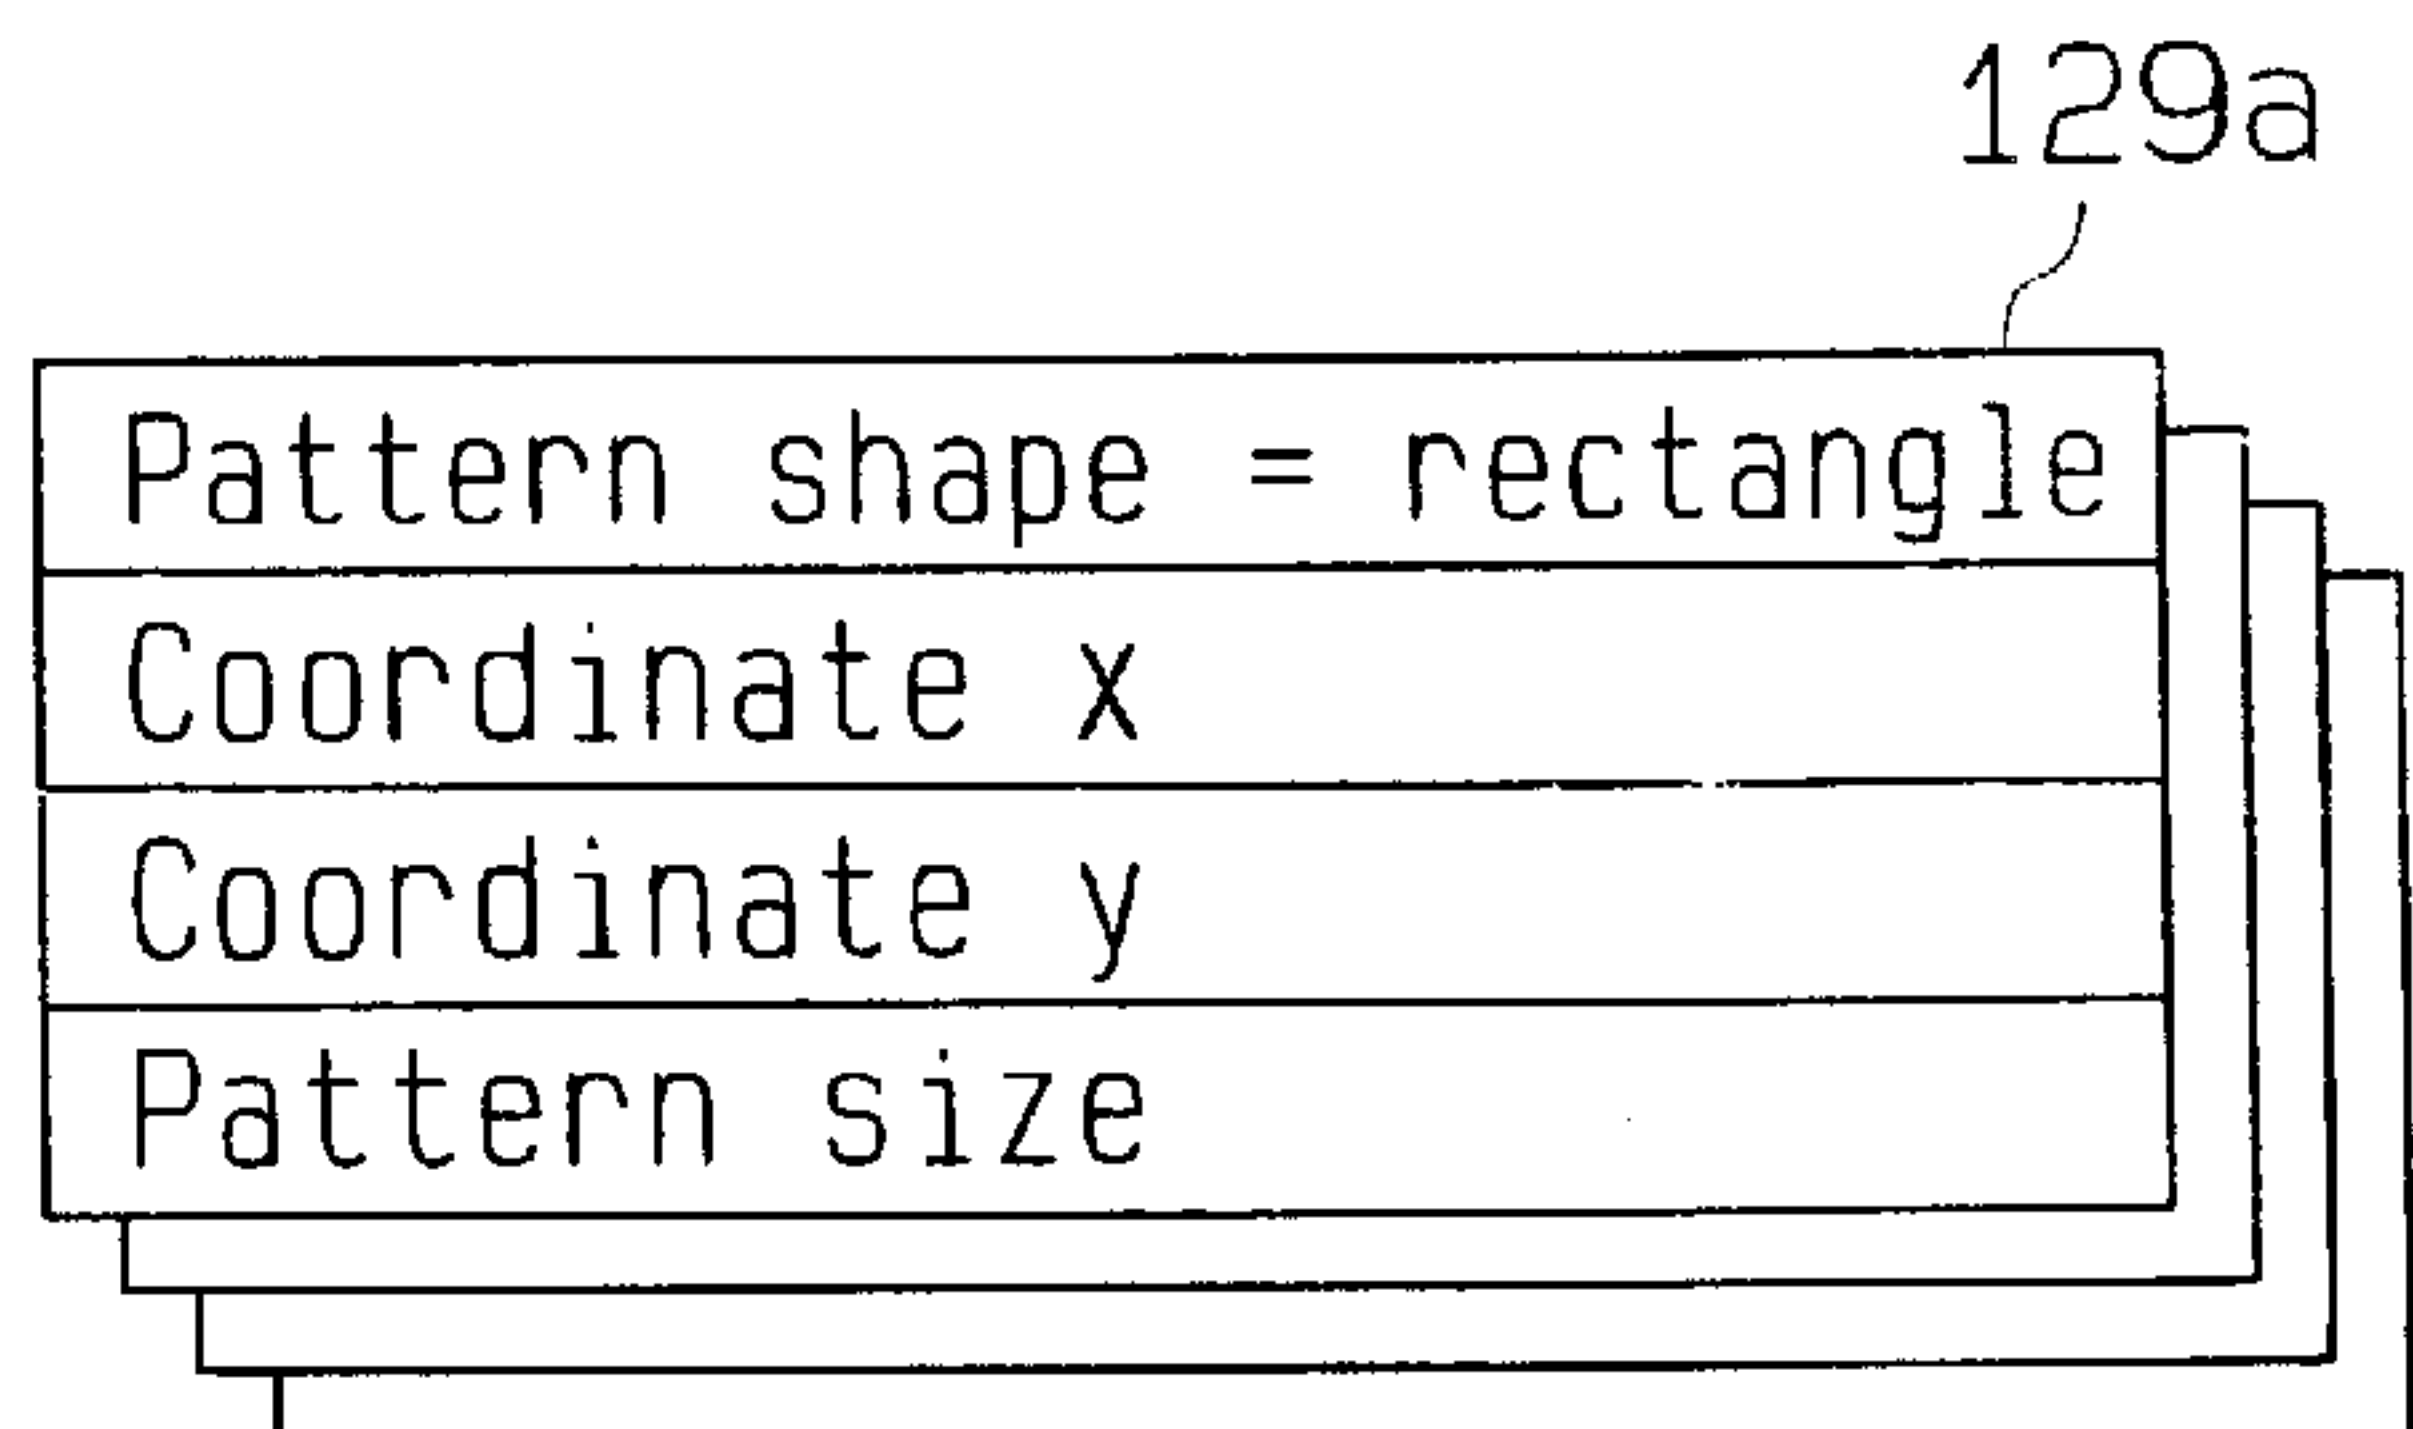 129a
Pattern shape = rectangle
Coordinate x
Coordinate y
Pattern size